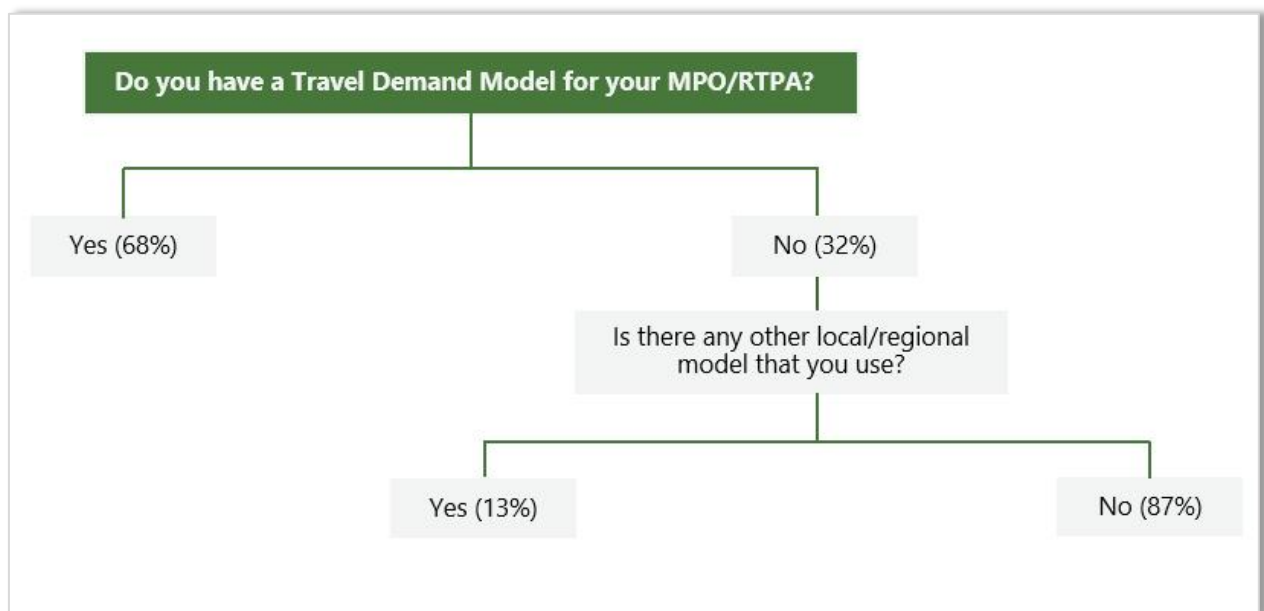 Do you have a Travel Demand Model for your MPO/RTPA?
Yes (68%)
No (32%)
Is there any other local/regional
model that you use?
Yes (13%)
No (87%)